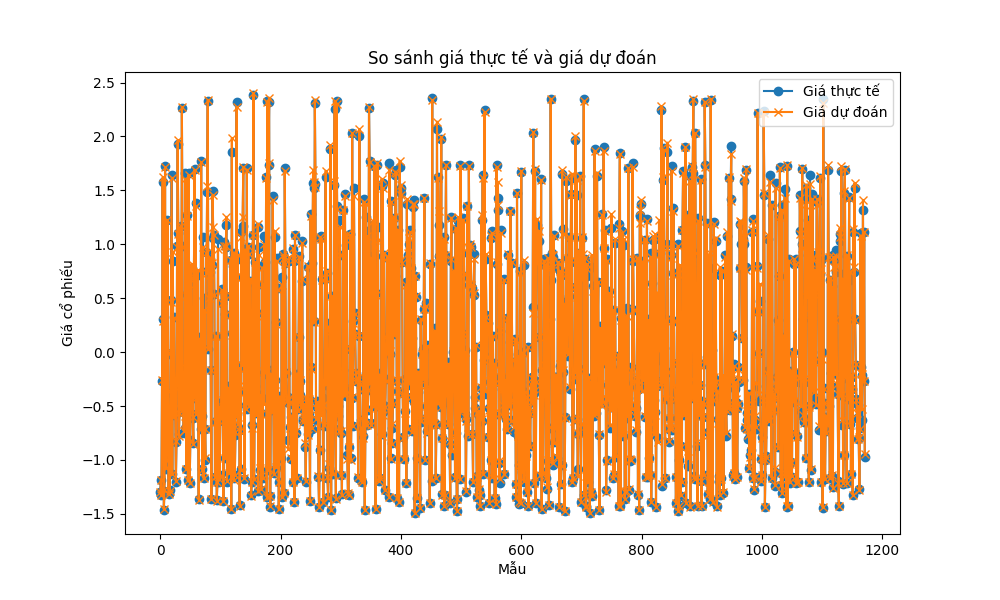 So sánh giá thực tế và giá dự đoán
Giá thực tế
Giá dự đoán
Giá cổ phiếu
2.5
2.0
1.5
1.0
0.5
0.0
−0.5
−1.0
−1.5
0 200 400 600 800 1000 1200
Mẫu